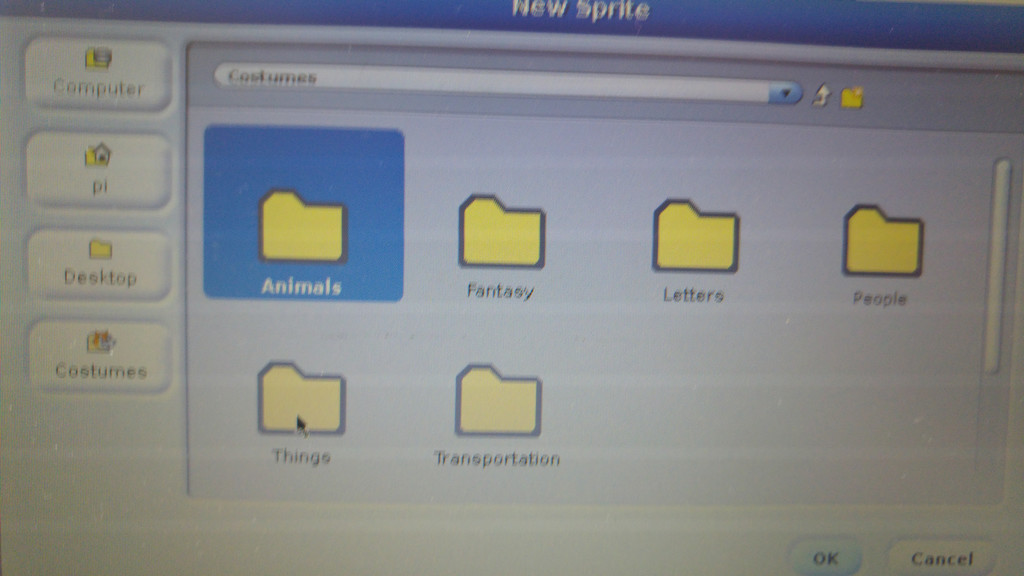 New Sprite
Computer
Costumes
pi
Desktop
Costumes
Animals
Fantasy
Letters
People
Things
Transportation
OK
Cancel